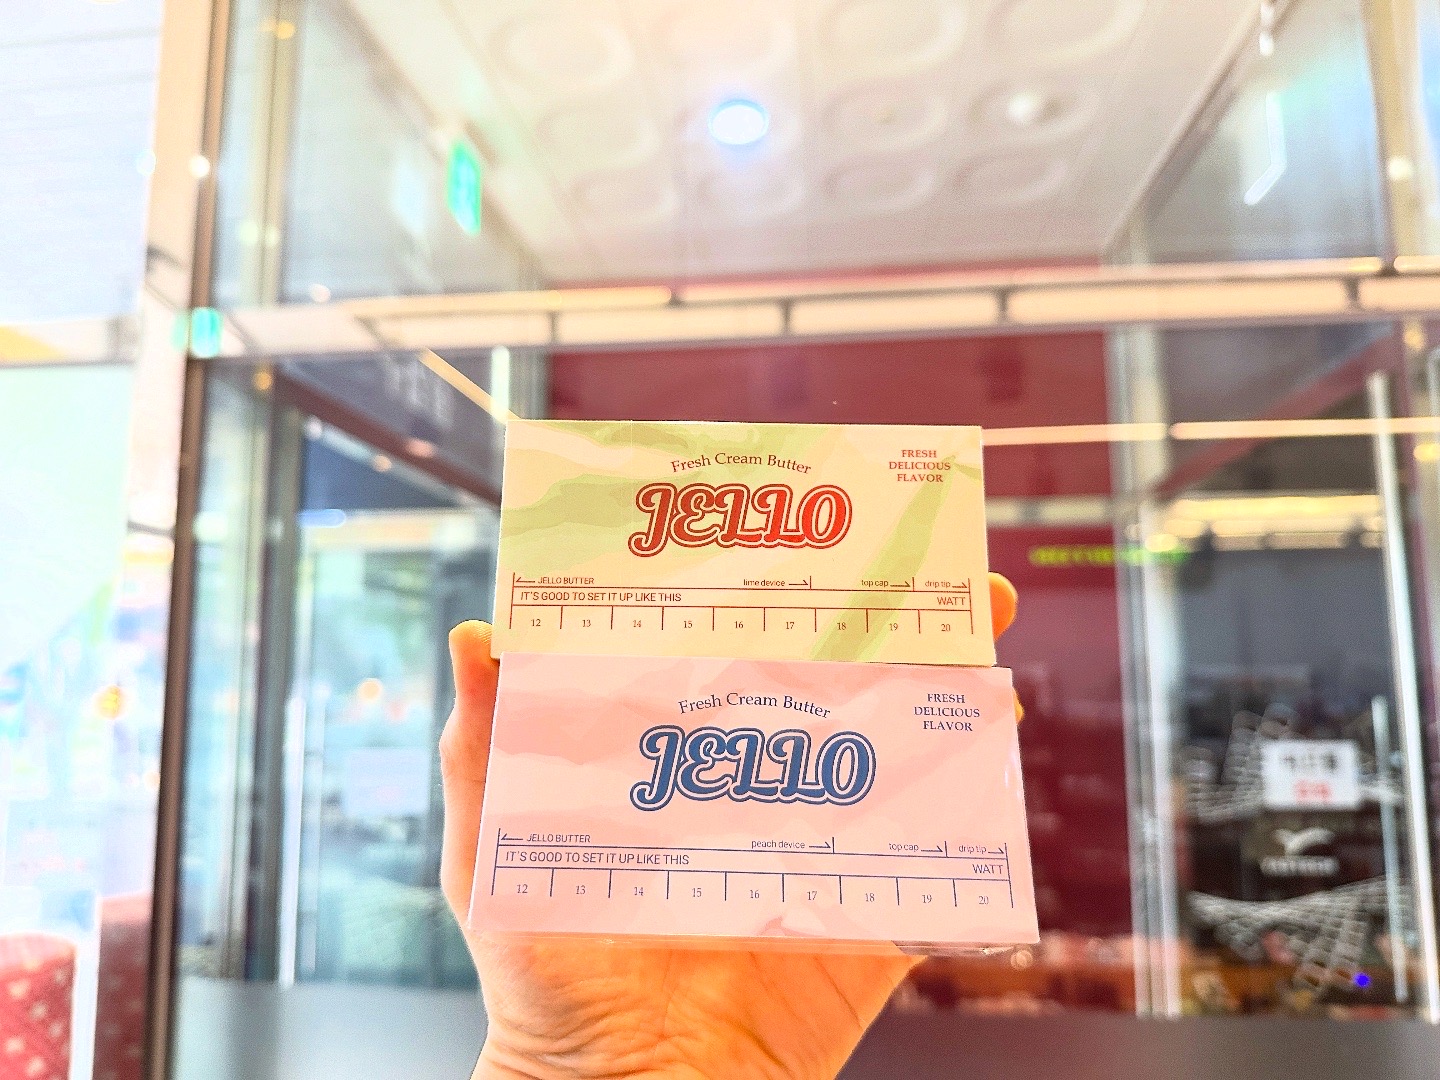 Fresh Cream Butter
JELLO
FRESH
DELICIOUS
FLAVOR
JELLO BUTTER lime device top cap drip tip
IT'S GOOD TO SET IT UP LIKE THIS WATT
12 13 14 15 16 17 18 19 20
Fresh Cream Butter
JELLO
FRESH
DELICIOUS
FLAVOR
JELLO BUTTER peach device top cap drip tip
IT'S GOOD TO SET IT UP LIKE THIS WATT
12 13 14 15 16 17 18 19 20